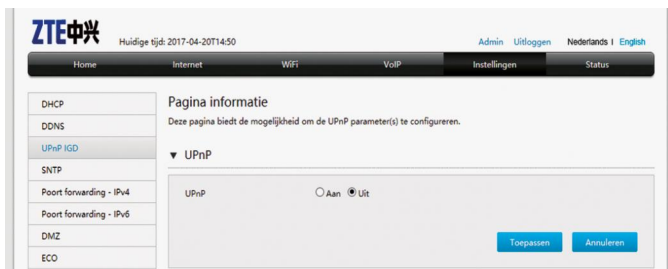 ZTE中兴
Huidige tijd: 2017-04-20T14:50
Admin Uitloggen Nederlands | English
Home Internet WiFi VoIP Instellingen Status
DHCP
DDNS
UPnP IGD
SNTP
Poort forwarding - IPv4
Poort forwarding - IPv6
DMZ
ECO
Pagina informatie
Deze pagina biedt de mogelijkheid om de UPnP parameter(s) te configureren.
▼ UPnP
UPnP Aan Uit
Toepassen Annuleren